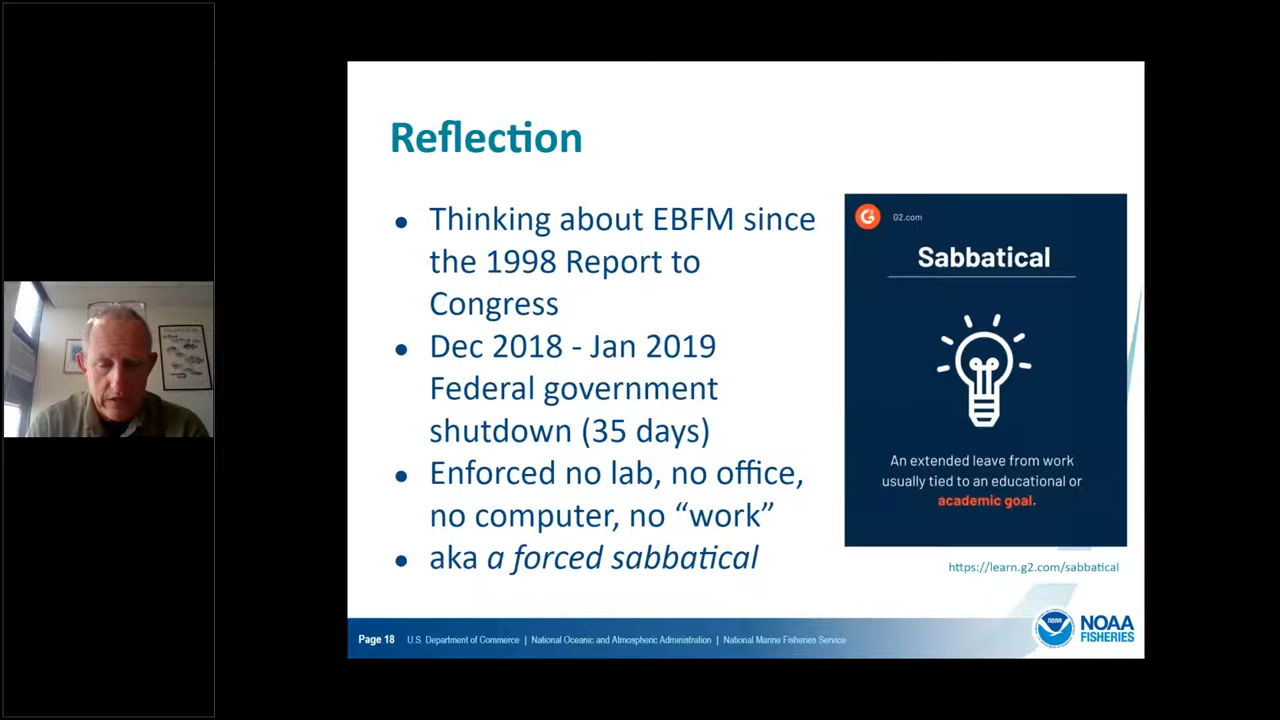 Reflection
Thinking about EBFM since
the 1998 Report to
Congress
Dec 2018 - Jan 2019
Federal government
shutdown (35 days)
Enforced no lab, no office,
no computer, no “work”
aka a forced sabbatical
G2.com
Sabbatical
An extended leave from work
usually tied to an educational or
academic goal.
https://learn.g2.com/sabbatical
Page 18 U.S. Department of Commerce | National Oceanic and Atmospheric Administration | National Marine Fisheries Service
NOAA
NOAA
FISHERIES